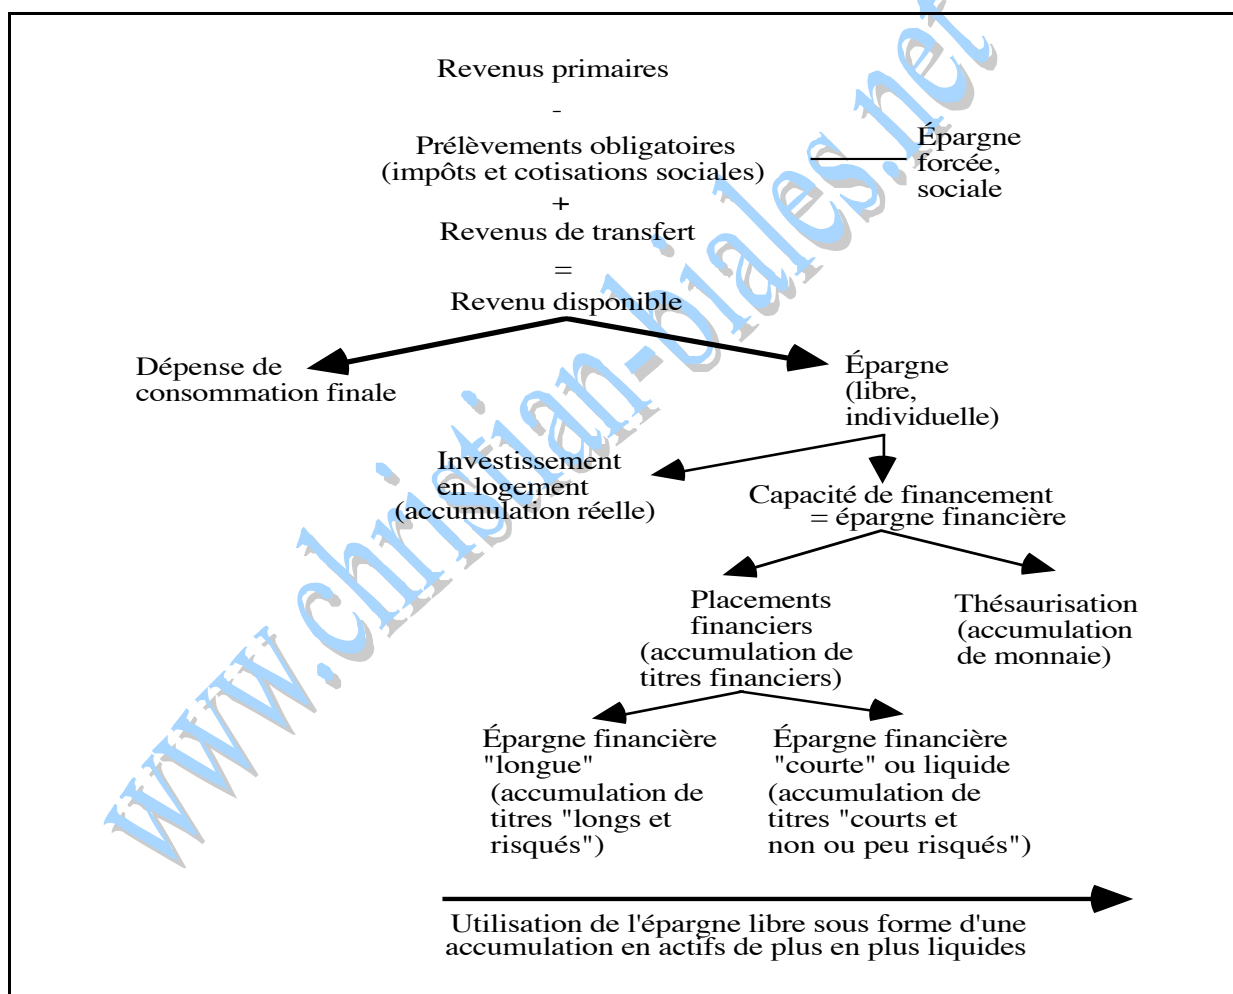 Revenus primaires
-
Prélèvements obligatoires
(impôts et cotisations sociales)
Épargne
forcée,
sociale
+
Revenus de transfert
=
Revenu disponible
Dépense de
consommation finale
Épargne
(libre,
individuelle)
Investissement
en logement
(accumulation réelle)
Capacité de financement
= épargne financière
Placements
financiers
(accumulation de
titres financiers)
Thésaurisation
(accumulation
de monnaie)
Épargne financière
"longue"
(accumulation de
titres "longs et
risqués")
Épargne financière
"courte" ou liquide
(accumulation de
titres "courts et
non ou peu risqués")
Utilisation de l'épargne libre sous forme d'une
accumulation en actifs de plus en plus liquides
www.christian-biales.net